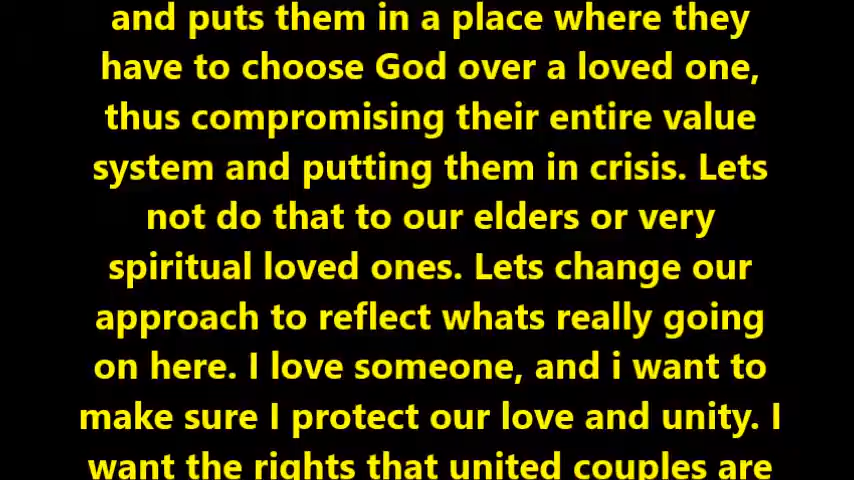 and puts them in a place where they
have to choose God over a loved one,
thus compromising their entire value
system and putting them in crisis. Lets
not do that to our elders or very
spiritual loved ones. Lets change our
approach to reflect whats really going
on here. I love someone, and i want to
make sure I protect our love and unity. I
want the rights that united couples are